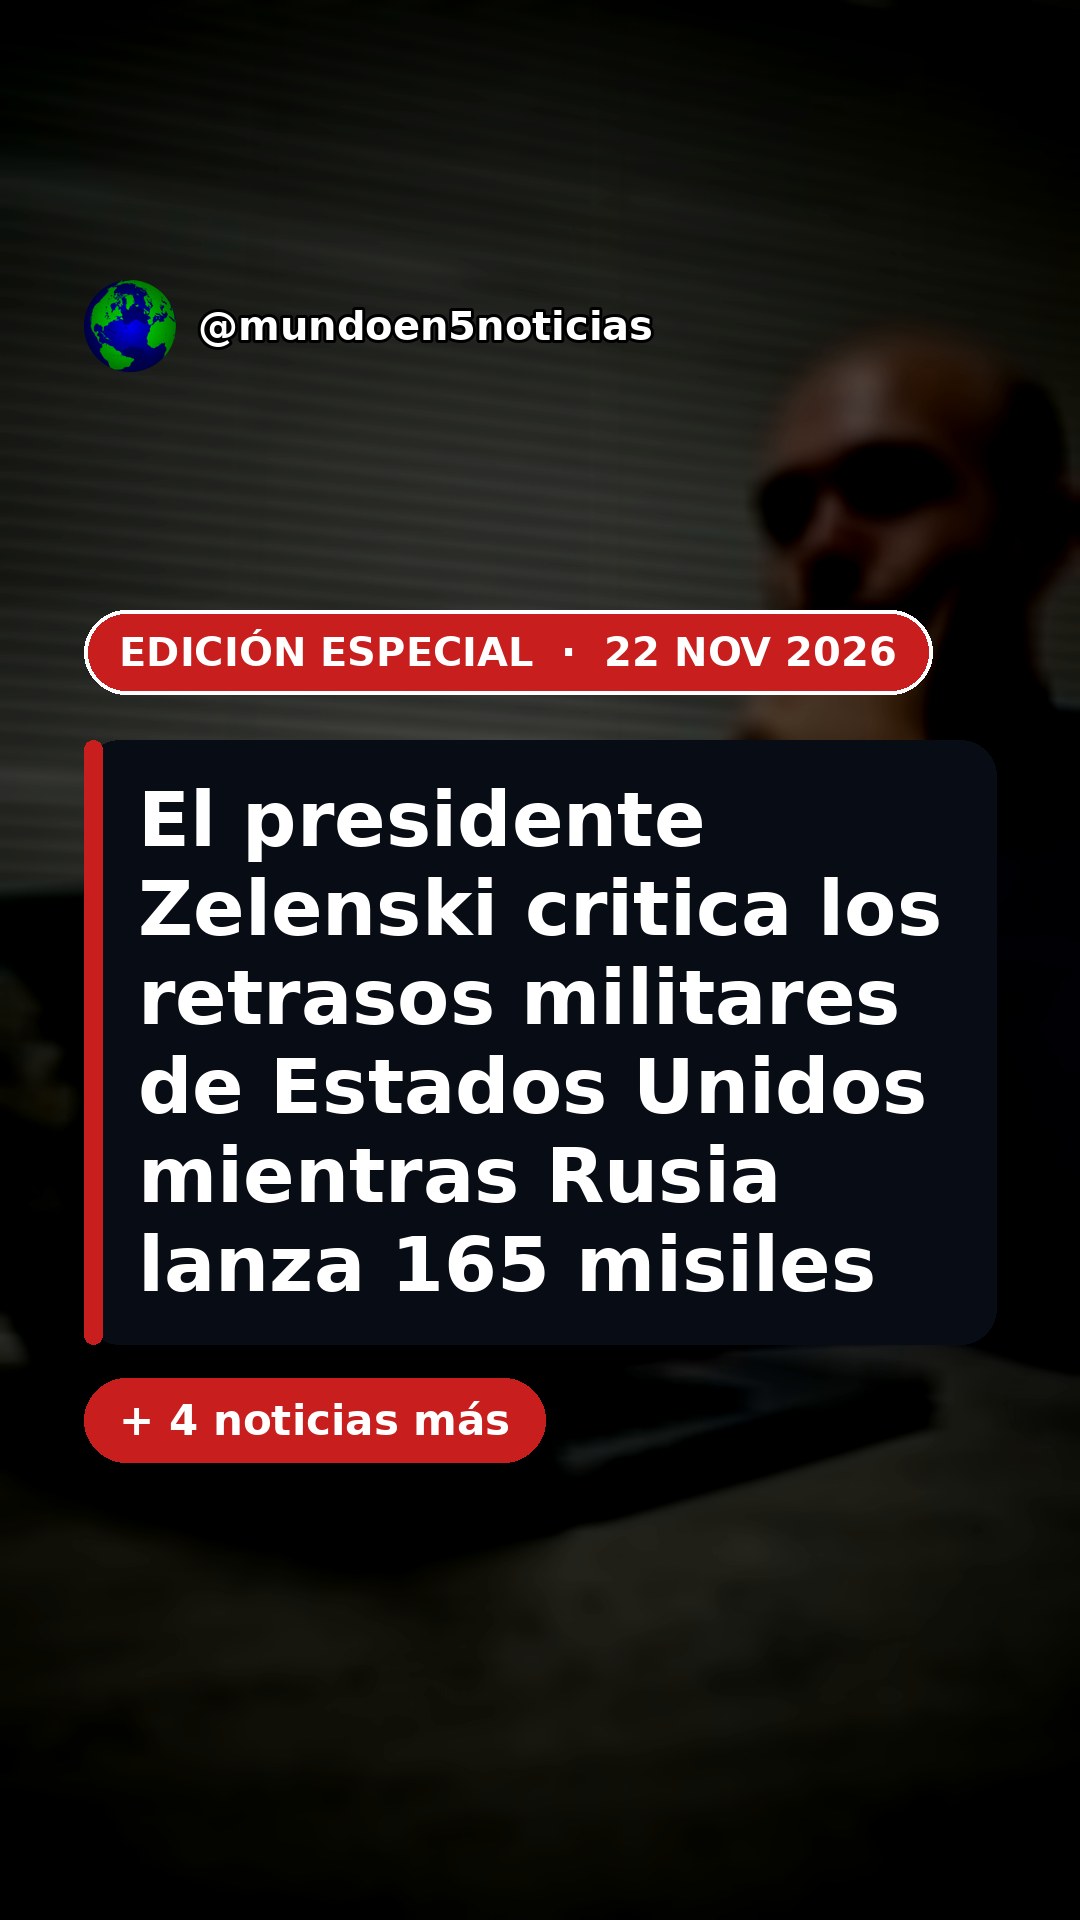 @mundoen5noticias
EDICIÓN ESPECIAL · 22 NOV 2026
El presidente
Zelenski critica los
retrasos militares
de Estados Unidos
mientras Rusia
lanza 165 misiles
+ 4 noticias más